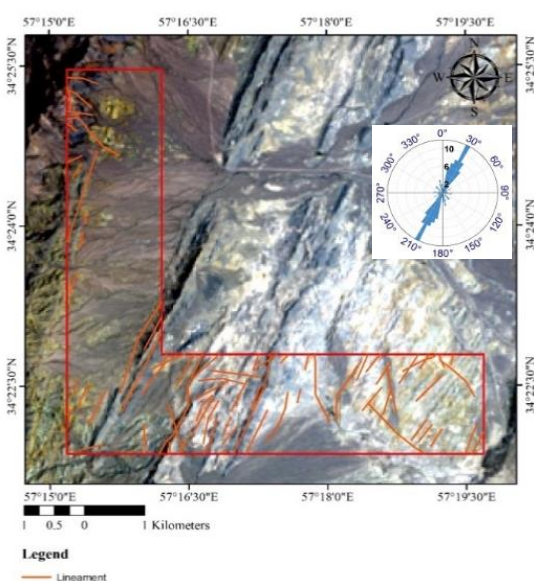 57°15'0"E 57°16'30"E 57°18'0"E 57°19'30"E
34°25'30"N
34°24'0"N
34°22'30"N
N
W E
S
34°25'30"N
34°24'0"N
34°22'30"N
0°
330° 30°
300° 60°
270° 90°
240° 120°
210° 150°
180°
10
6
2
57°15'0"E 57°16'30"E 57°18'0"E 57°19'30"E
1 0.5 0 1 Kilometers
Legend
Lineament